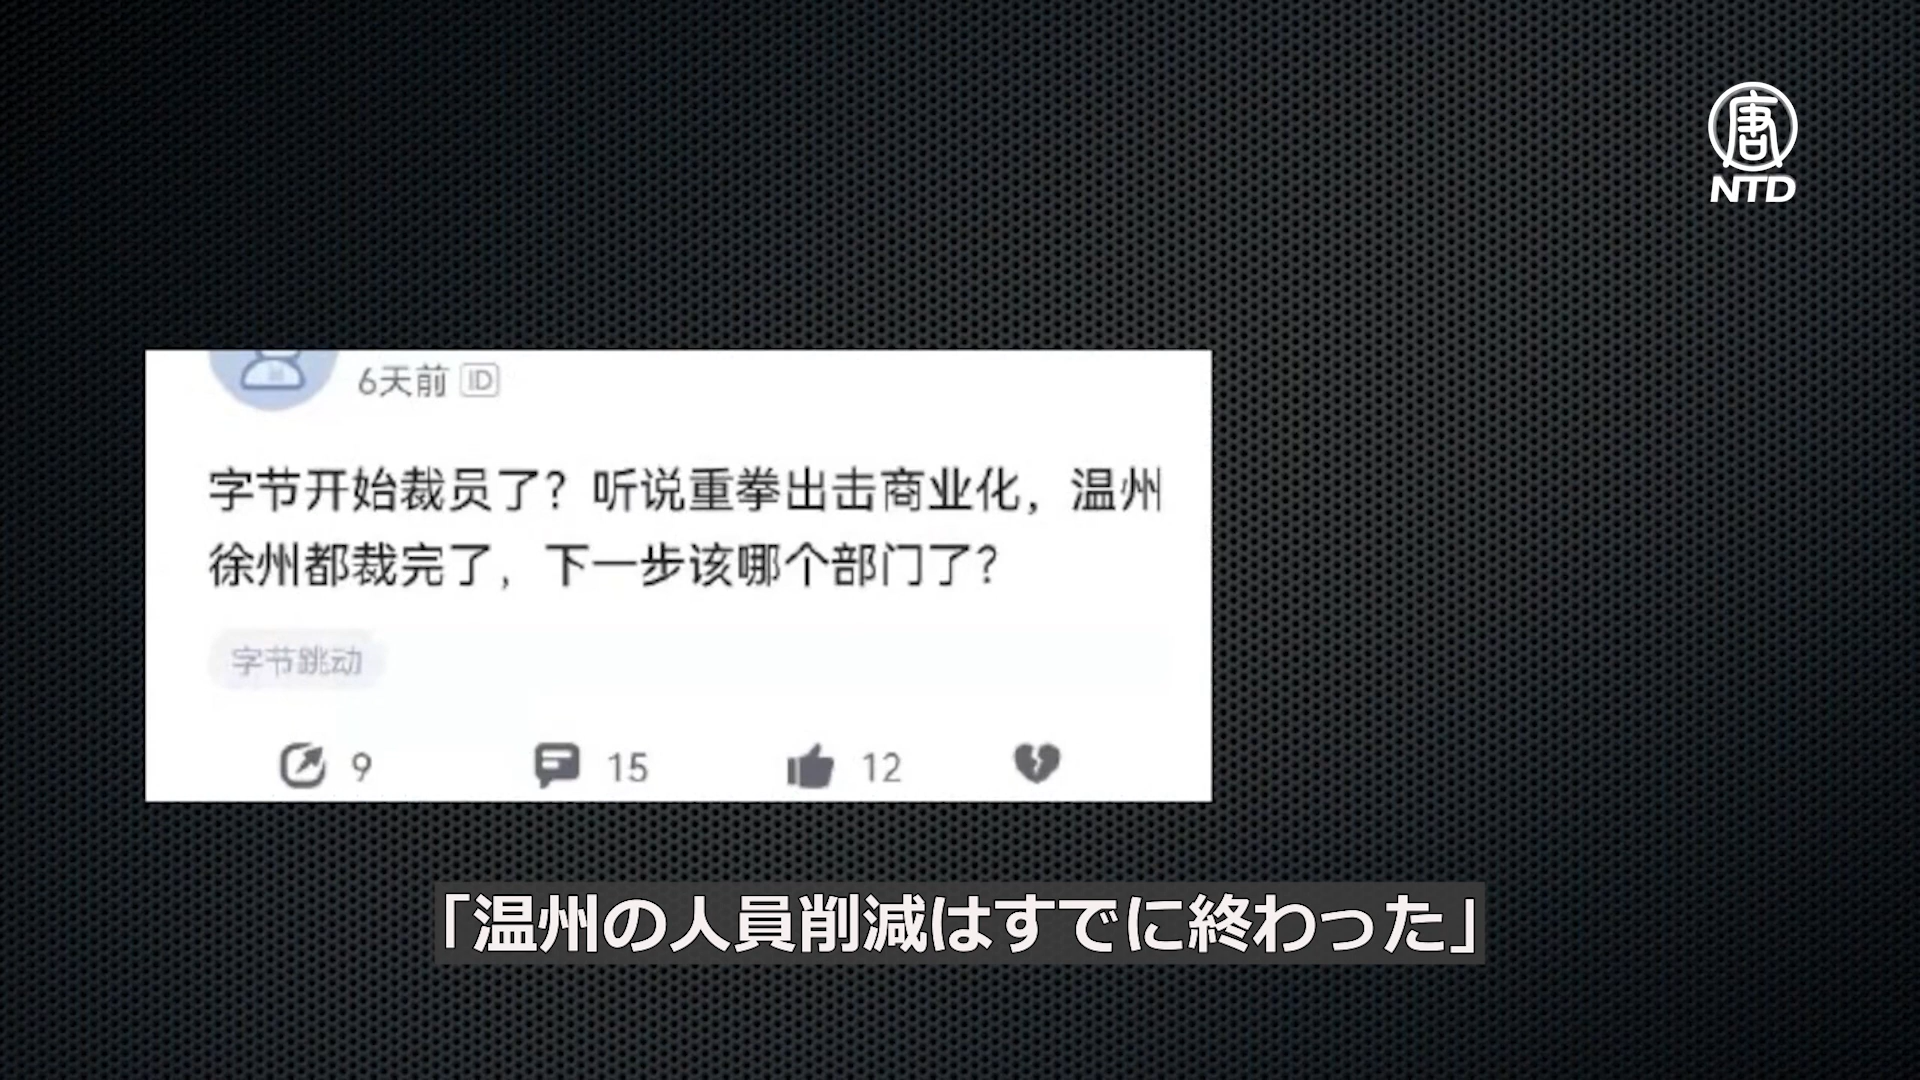 唐
NTD
6天前 ID
字节开始裁员了？听说重拳出击商业化，温州
徐州都裁完了，下一步该哪个部门了？
字节跳动
9 15 12
「温州の人員削減はすでに終わった」